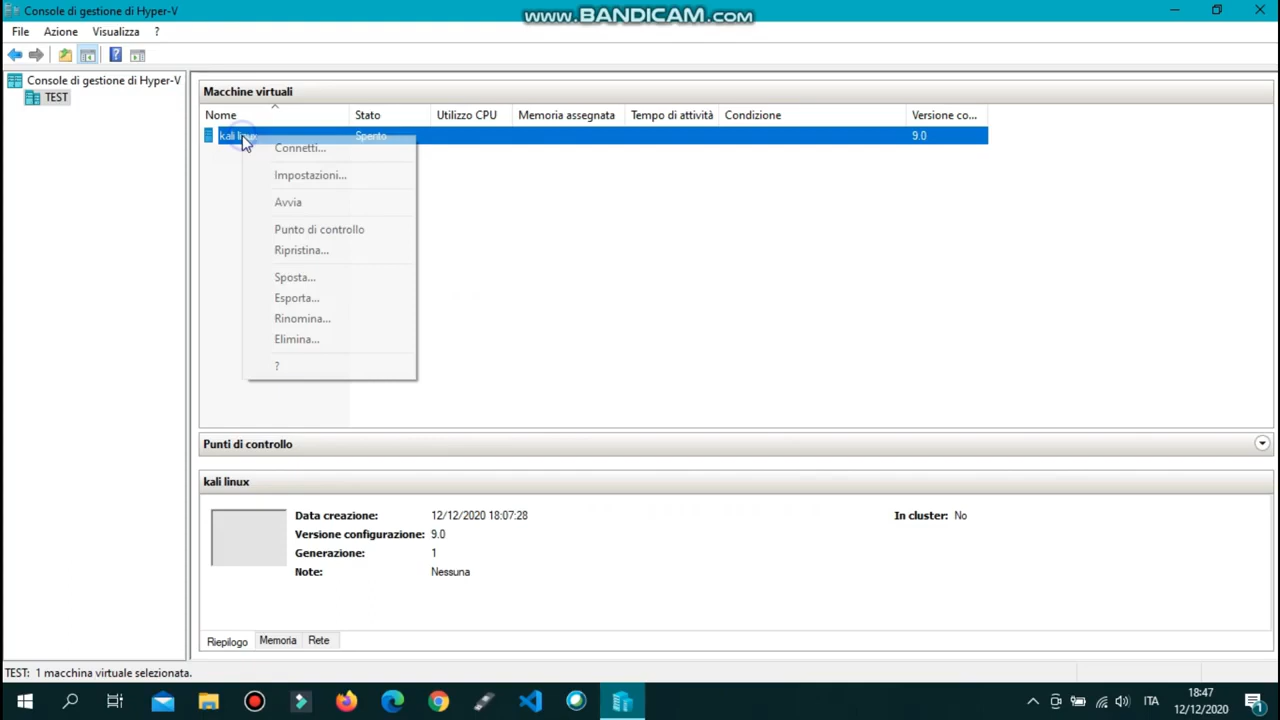 Console di gestione di Hyper-V
www.BANDICAM.com
File Azione Visualizza ?
Console di gestione di Hyper-V
TEST
Macchine virtuali
Nome Stato Utilizzo CPU Memoria assegnata Tempo di attività Condizione Versione co...
kali linux Spento 9.0
Connetti...
Impostazioni...
Avvia
Punto di controllo
Ripristina...
Sposta...
Esporta...
Rinomina...
Elimina...
?
Punti di controllo
kali linux
Data creazione: 12/12/2020 18:07:28 In cluster: No
Versione configurazione: 9.0
Generazione: 1
Note: Nessuna
Riepilogo Memoria Rete
TEST: 1 macchina virtuale selezionata.
ITA
18:47
12/12/2020
1